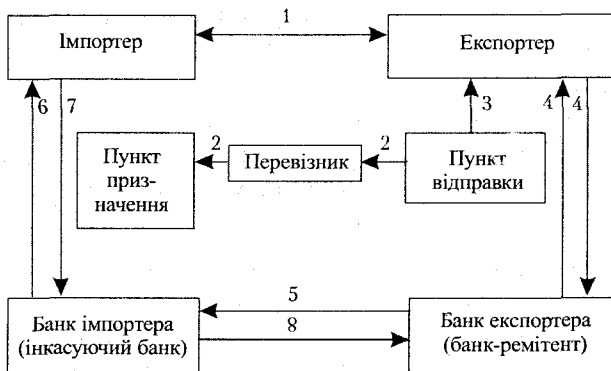 1
Імпортер
Експортер
6
7
3
4
4
2
2
Пункт
приз-
начення
Перевізник
Пункт
відправки
5
Банк імпортера
(інкасуючий банк)
8
Банк експортера
(банк-ремітент)